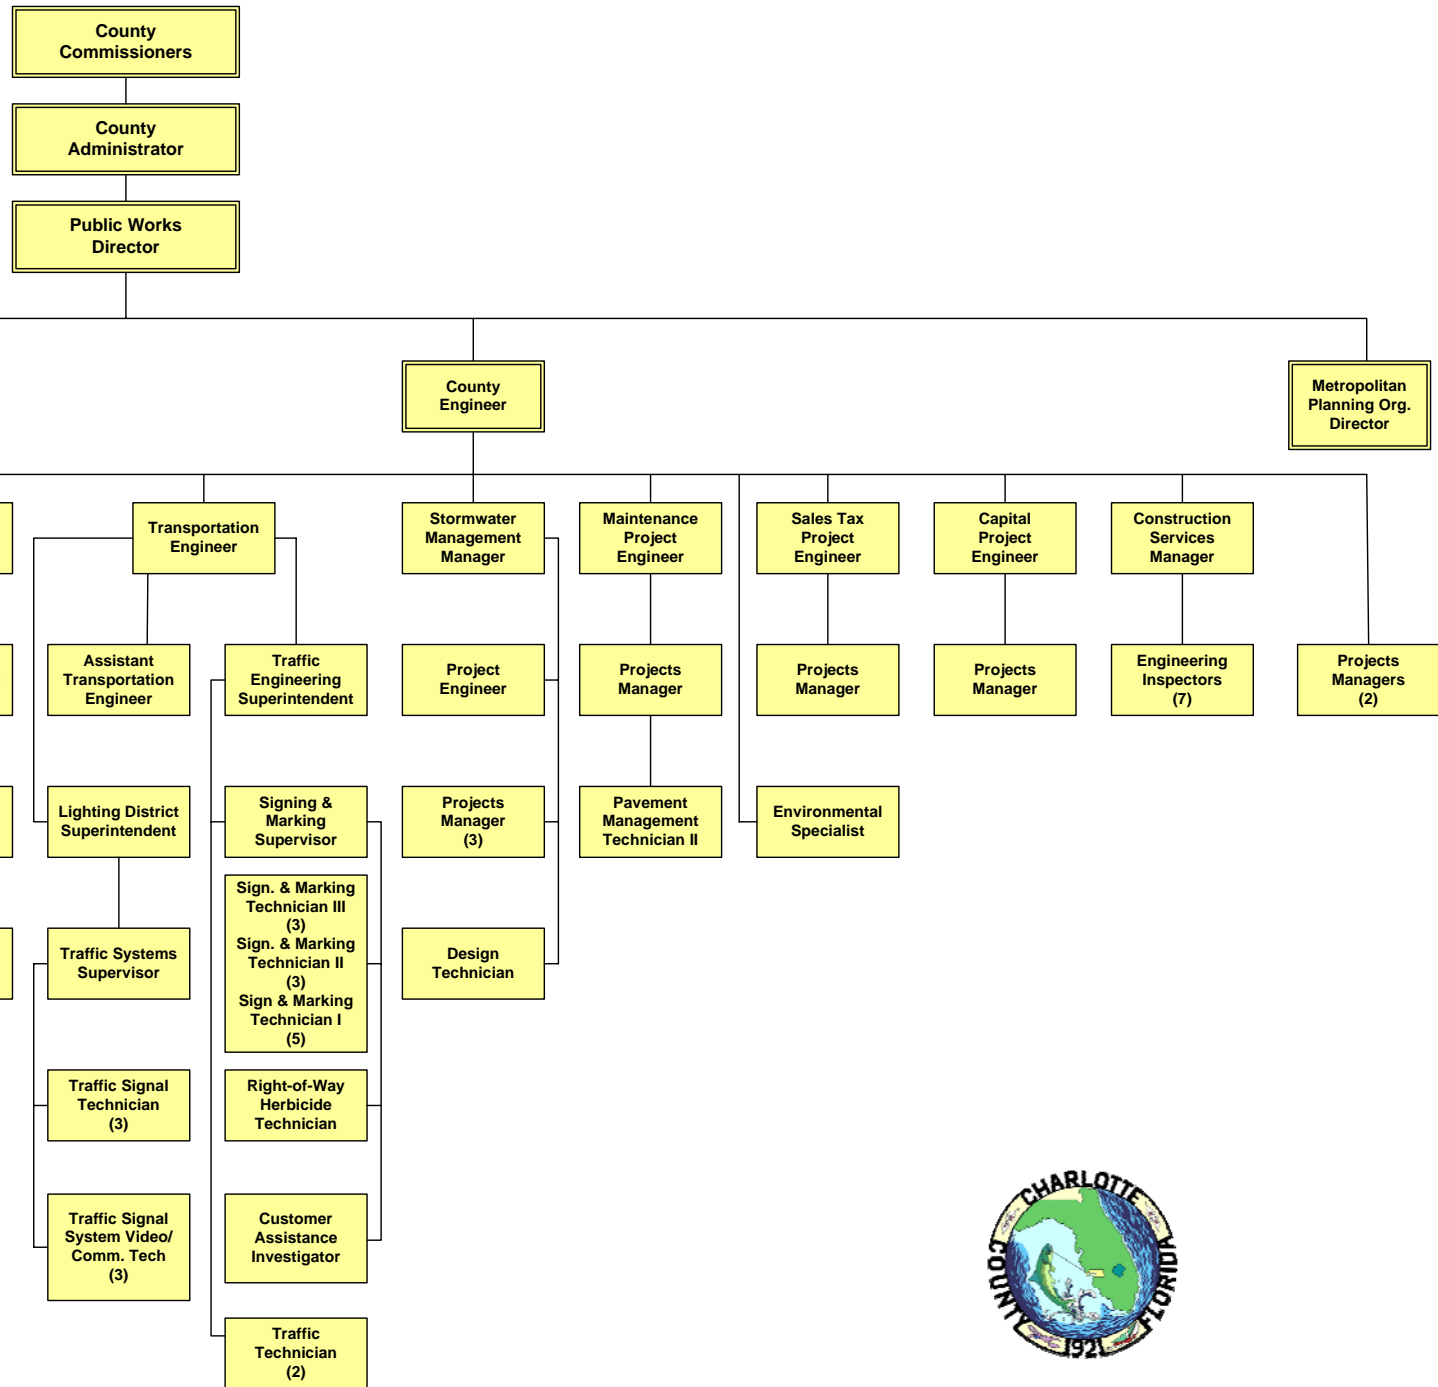 County
Commissioners
County
Administrator
Public Works
Director
County
Engineer
Metropolitan
Planning Org.
Director
Transportation
Engineer
Stormwater
Management
Manager
Maintenance
Project
Engineer
Sales Tax
Project
Engineer
Capital
Project
Engineer
Construction
Services
Manager
Assistant
Transportation
Engineer
Traffic
Engineering
Superintendent
Project
Engineer
Projects
Manager
Projects
Manager
Projects
Manager
Engineering
Inspectors
(7)
Projects
Managers
(2)
Lighting District
Superintendent
Signing &
Marking
Supervisor
Projects
Manager
(3)
Pavement
Management
Technician II
Environmental
Specialist
Traffic Systems
Supervisor
Sign. & Marking
Technician III
(3)
Sign. & Marking
Technician II
(3)
Sign & Marking
Technician I
(5)
Design
Technician
Traffic Signal
Technician
(3)
Right-of-Way
Herbicide
Technician
Traffic Signal
System Video/
Comm. Tech
(3)
Customer
Assistance
Investigator
Traffic
Technician
(2)
CHARLOTTE
COUNTY
FLORIDA
1921